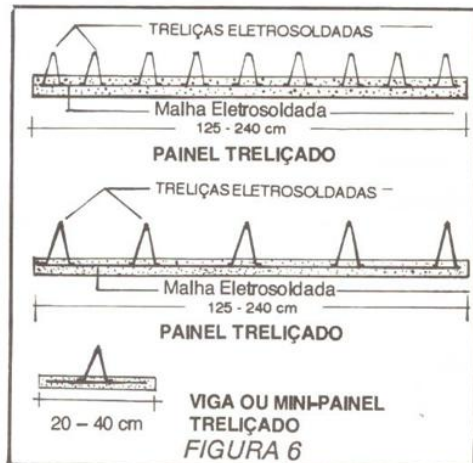 TRELIÇAS ELETROSOLDADAS
Malha Eletrosoldada
125 - 240 cm
PAINEL TRELIÇADO
TRELIÇAS ELETROSOLDADAS
Malha Eletrosoldada
125 - 240 cm
PAINEL TRELIÇADO
20 – 40 cm
VIGA OU MINI-PAINEL
TRELIÇADO
FIGURA 6